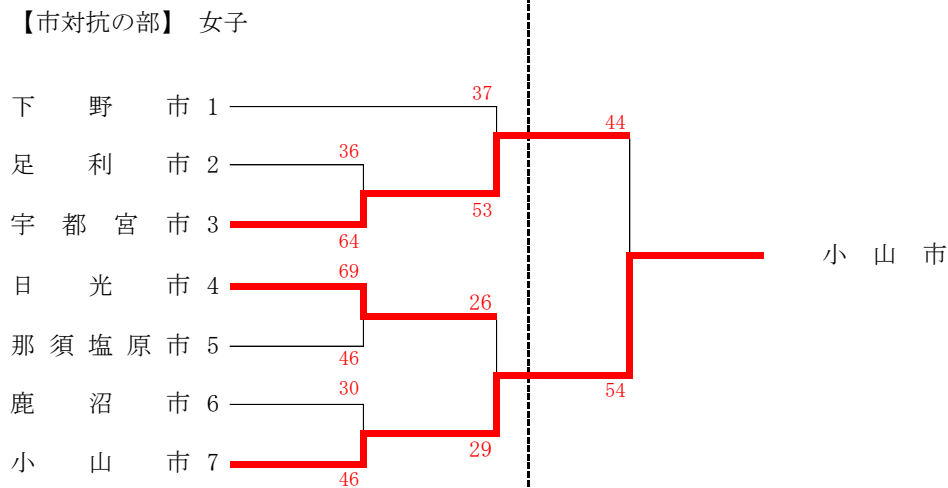 【市対抗の部】 女子
37
下野市 1
44
36
足利市 2
53
宇都宮市 3
64
69
小山市
日光市 4
26
那須塩原市 5
46
30
54
鹿沼市 6
29
小山市 7
46